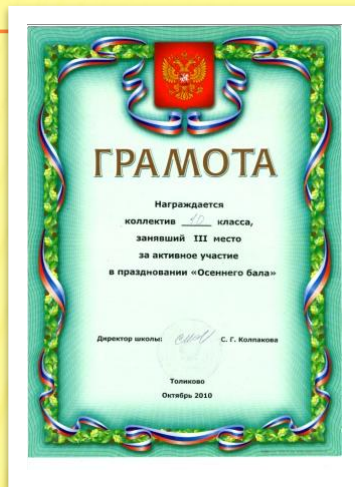 ГРАМОТА
Награждается
коллектив 10 класса,
занявший III место
за активное участие
в праздновании «Осеннего бала»
Директор школы: С. Г. Колпакова
Толиково
Октябрь 2010